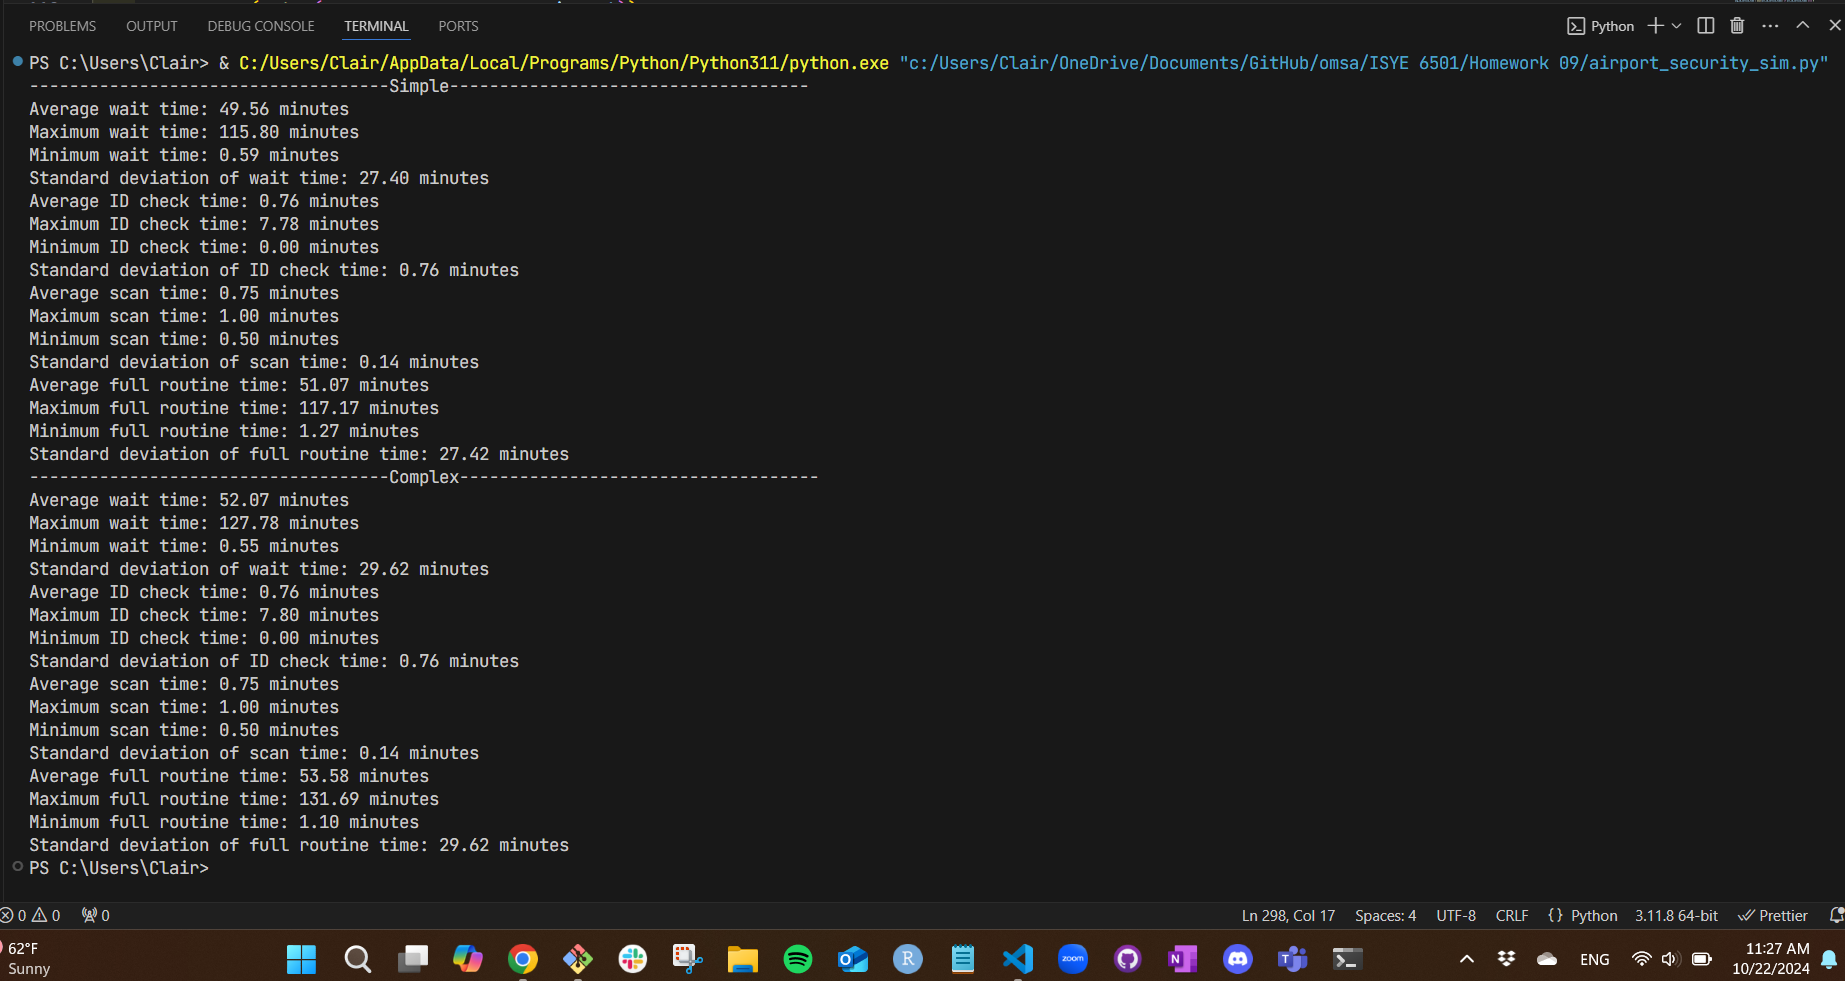 PROBLEMS OUTPUT DEBUG CONSOLE TERMINAL PORTS Python
PS C:\Users\Clair> & C:/Users/Clair/AppData/Local/Programs/Python/Python311/python.exe "c:/Users/Clair/OneDrive/Documents/GitHub/omsa/ISYE 6501/Homework 09/airport_security_sim.py"
------------------------------------Simple------------------------------------
Average wait time: 49.56 minutes
Maximum wait time: 115.80 minutes
Minimum wait time: 0.59 minutes
Standard deviation of wait time: 27.40 minutes
Average ID check time: 0.76 minutes
Maximum ID check time: 7.78 minutes
Minimum ID check time: 0.00 minutes
Standard deviation of ID check time: 0.76 minutes
Average scan time: 0.75 minutes
Maximum scan time: 1.00 minutes
Minimum scan time: 0.50 minutes
Standard deviation of scan time: 0.14 minutes
Average full routine time: 51.07 minutes
Maximum full routine time: 117.17 minutes
Minimum full routine time: 1.27 minutes
Standard deviation of full routine time: 27.42 minutes
------------------------------------Complex------------------------------------
Average wait time: 52.07 minutes
Maximum wait time: 127.78 minutes
Minimum wait time: 0.55 minutes
Standard deviation of wait time: 29.62 minutes
Average ID check time: 0.76 minutes
Maximum ID check time: 7.80 minutes
Minimum ID check time: 0.00 minutes
Standard deviation of ID check time: 0.76 minutes
Average scan time: 0.75 minutes
Maximum scan time: 1.00 minutes
Minimum scan time: 0.50 minutes
Standard deviation of scan time: 0.14 minutes
Average full routine time: 53.58 minutes
Maximum full routine time: 131.69 minutes
Minimum full routine time: 1.10 minutes
Standard deviation of full routine time: 29.62 minutes
PS C:\Users\Clair>
0 0 0 Ln 298, Col 17 Spaces: 4 UTF-8 CRLF {} Python 3.11.8 64-bit Prettier
62°F
Sunny
zoom
ENG
11:27 AM
10/22/2024